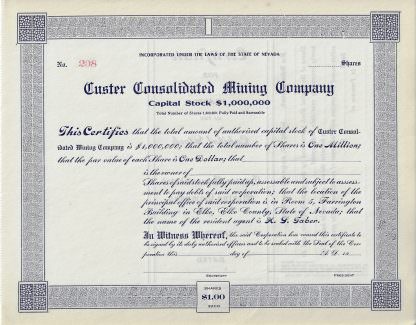 INCORPORATED UNDER THE LAWS OF THE STATE OF NEVADA
No. 298 Shares
Custer Consolidated Mining Company
Capital Stock $1,000,000
Total Number of Shares 1,000,000 Fully Paid and Assessable
This Certifies that the total amount of authorized capital stock of Custer Consol-
idated Mining Company is $1,000,000; that the total number of Shares is One Million;
that the par value of each Share is One Dollar; that
is the owner of
Shares of said stock fully paid up, assessable and subject to assess-
ment to pay debts of said corporation; that the location of the
principal office of said corporation is in Room 5, Farrington
Building in Elko, Elko County, State of Nevada; that
the name of the resident agent is
In Witness Whereof, the said Corporation has caused this certificate to
be signed by its duly authorized officers and to be sealed with the Seal of the Cor-
poration this day of A.D. 19
PRESIDENT
SHARES
$1.00
EACH